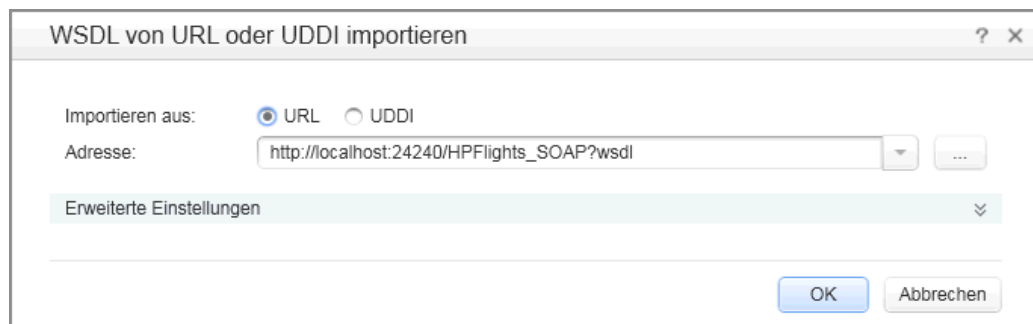 WSDL von URL oder UDDI importieren ? ×
Importieren aus: URL UDDI
Adresse: http://localhost:24240/HPFlights_SOAP?wsdl ...
Erweiterte Einstellungen
OK Abbrechen